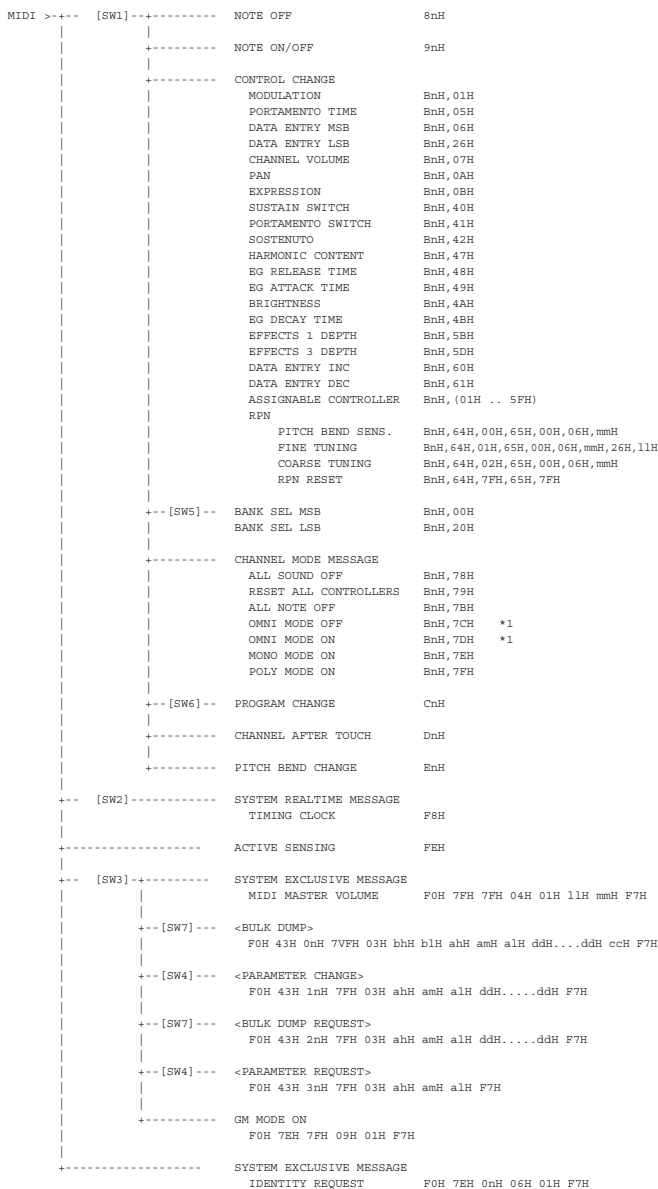 MIDI >-+-- [SW1]--+--------- NOTE OFF 8nH
+--------- NOTE ON/OFF 9nH
+--------- CONTROL CHANGE
MODULATION BnH,01H
PORTAMENTO TIME BnH,05H
DATA ENTRY MSB BnH,06H
DATA ENTRY LSB BnH,26H
CHANNEL VOLUME BnH,07H
PAN BnH,0AH
EXPRESSION BnH,0BH
SUSTAIN SWITCH BnH,40H
PORTAMENTO SWITCH BnH,41H
SOSTENUTO BnH,42H
HARMONIC CONTENT BnH,47H
EG RELEASE TIME BnH,48H
EG ATTACK TIME BnH,49H
BRIGHTNESS BnH,4AH
EG DECAY TIME BnH,4BH
EFFECTS 1 DEPTH BnH,5BH
EFFECTS 3 DEPTH BnH,5DH
DATA ENTRY INC BnH,60H
DATA ENTRY DEC BnH,61H
ASSIGNABLE CONTROLLER BnH,(01H .. 5FH)
RPN
PITCH BEND SENS. BnH,64H,00H,65H,00H,06H,mmH
FINE TUNING BnH,64H,01H,65H,00H,06H,mmH,26H,llH
COARSE TUNING BnH,64H,02H,65H,00H,06H,mmH
RPN RESET BnH,64H,7FH,65H,7FH
+--[SW5]-- BANK SEL MSB BnH,00H
BANK SEL LSB BnH,20H
+--------- CHANNEL MODE MESSAGE
ALL SOUND OFF BnH,78H
RESET ALL CONTROLLERS BnH,79H
ALL NOTE OFF BnH,7BH
OMNI MODE OFF BnH,7CH *1
OMNI MODE ON BnH,7DH *1
MONO MODE ON BnH,7EH
POLY MODE ON BnH,7FH
+--[SW6]-- PROGRAM CHANGE CnH
+--------- CHANNEL AFTER TOUCH DnH
+--------- PITCH BEND CHANGE EnH
+-- [SW2]------------ SYSTEM REALTIME MESSAGE
TIMING CLOCK F8H
+------------------- ACTIVE SENSING FEH
+-- [SW3]-+--------- SYSTEM EXCLUSIVE MESSAGE
MIDI MASTER VOLUME F0H 7FH 7FH 04H 01H llH mmH F7H
+--[SW7]--- <BULK DUMP>
F0H 43H 0nH 7VFH 03H bhH blH ahH amH alH ddH....ddH ccH F7H
+--[SW4]--- <PARAMETER CHANGE>
F0H 43H 1nH 7FH 03H ahH amH alH ddH.....ddH F7H
+--[SW7]--- <BULK DUMP REQUEST>
F0H 43H 2nH 7FH 03H ahH amH alH ddH.....ddH F7H
+--[SW4]--- <PARAMETER REQUEST>
F0H 43H 3nH 7FH 03H ahH amH alH F7H
+---------- GM MODE ON
F0H 7EH 7FH 09H 01H F7H
+------------------- SYSTEM EXCLUSIVE MESSAGE
IDENTITY REQUEST F0H 7EH 0nH 06H 01H F7H